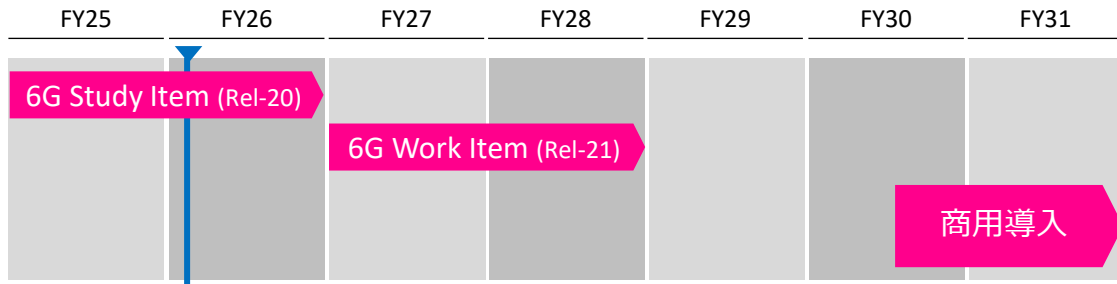 FY25 FY26 FY27 FY28 FY29 FY30 FY31
6G Study Item (Rel-20)
6G Work Item (Rel-21)
商用導入